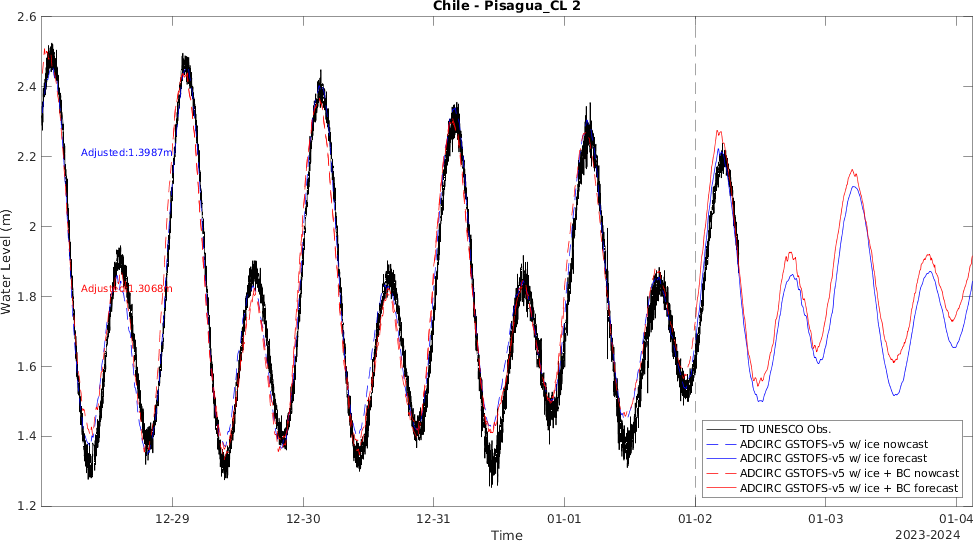 Chile - Pisagua_CL 2
2.6
2.4
2.2
2
1.8
1.6
1.4
1.2
Water Level (m)
Adjusted:1.3987m
Adjusted:1.3068m
TD UNESCO Obs.
ADCIRC GSTOFS-v5 w/ ice nowcast
ADCIRC GSTOFS-v5 w/ ice forecast
ADCIRC GSTOFS-v5 w/ ice + BC nowcast
ADCIRC GSTOFS-v5 w/ ice + BC forecast
12-29 12-30 12-31 01-01 01-02 01-03 01-04
Time
2023-2024